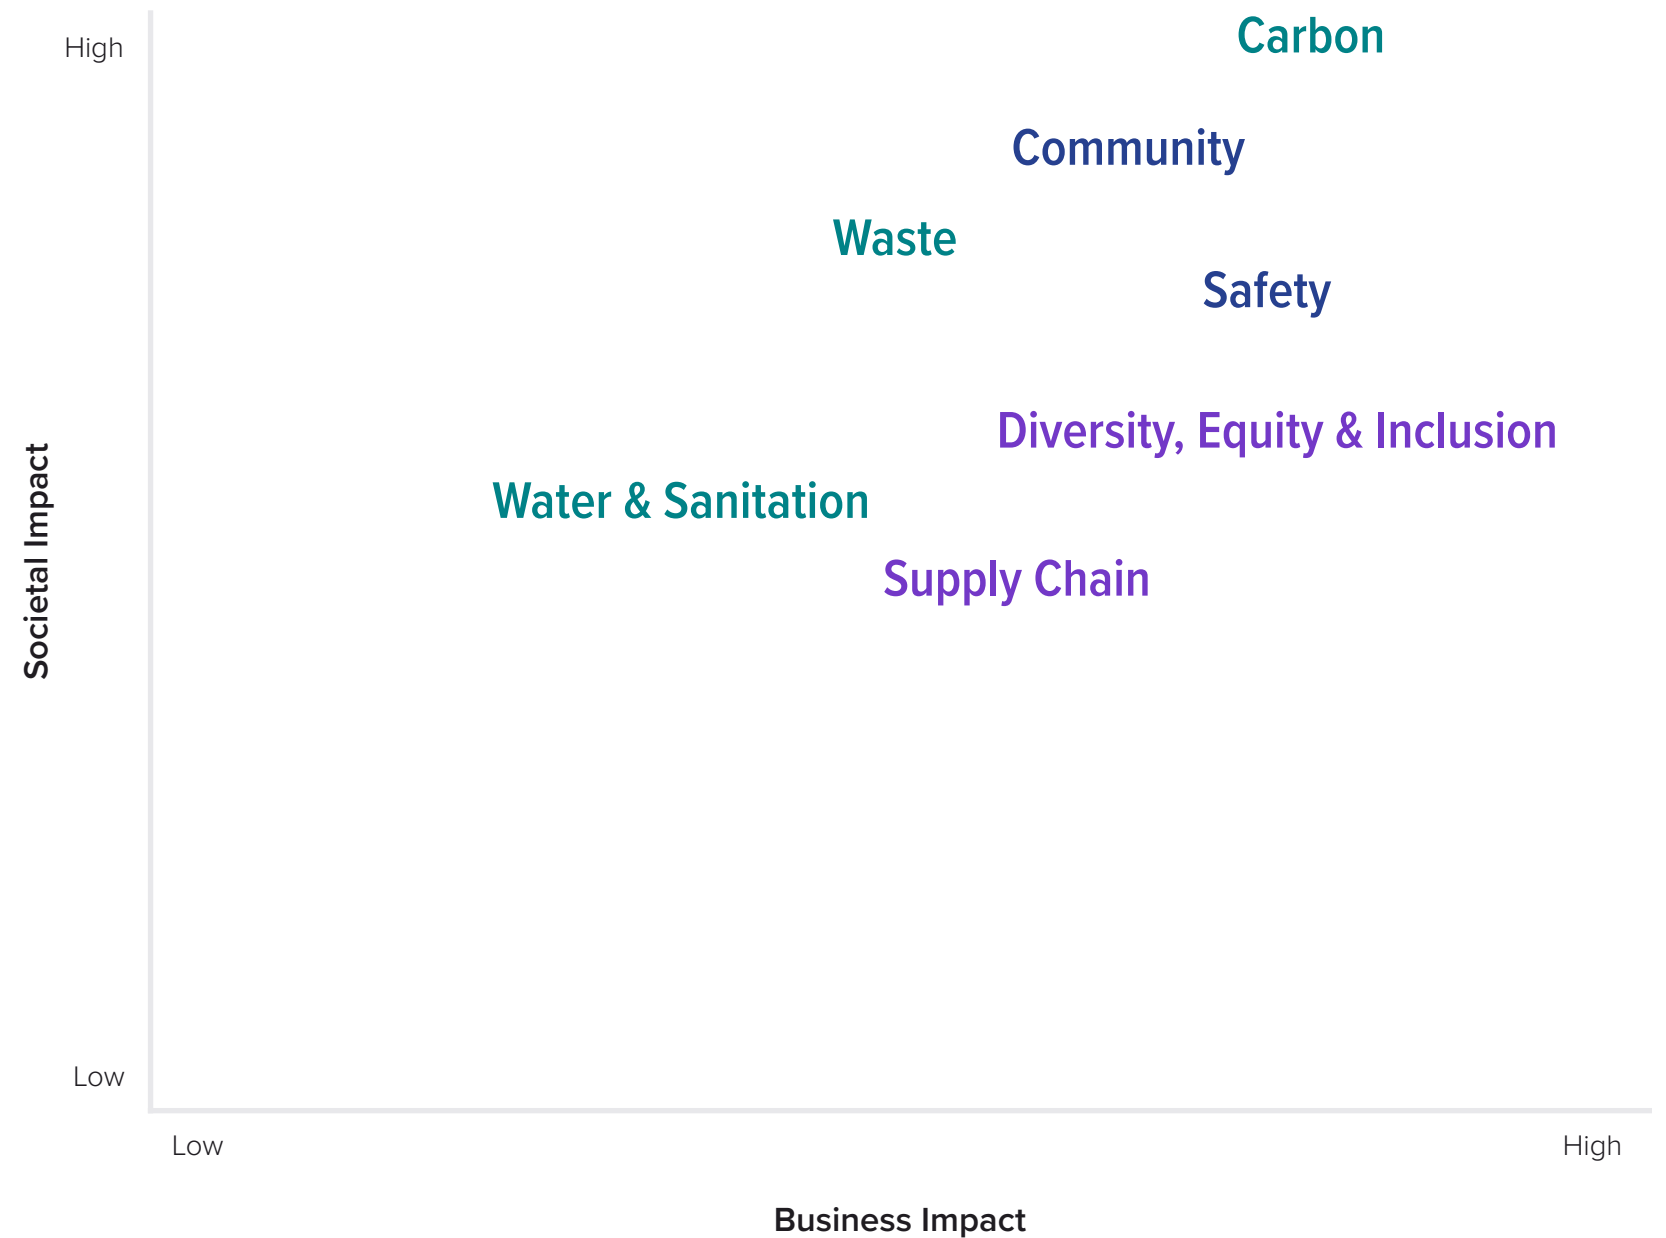 High
Carbon
Community
Waste
Safety
Diversity, Equity & Inclusion
Water & Sanitation
Supply Chain
Societal Impact
Low
Low
High
Business Impact